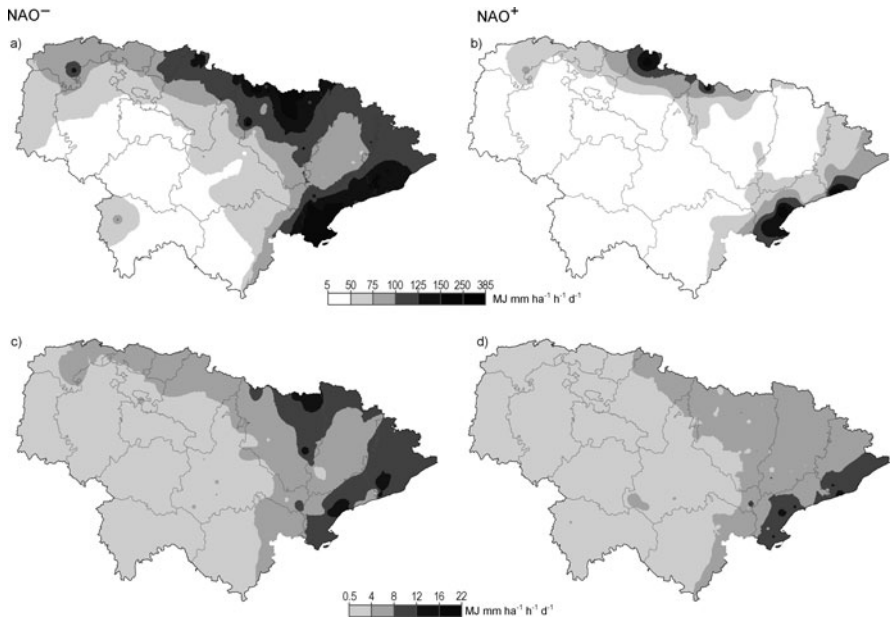 NAO⁻ NAO⁺
a) b)
5 50 75 100 125 150 250 385
MJ mm ha⁻¹ h⁻¹ d⁻¹
c) d)
0.5 4 8 12 16 22
MJ mm ha⁻¹ h⁻¹ d⁻¹